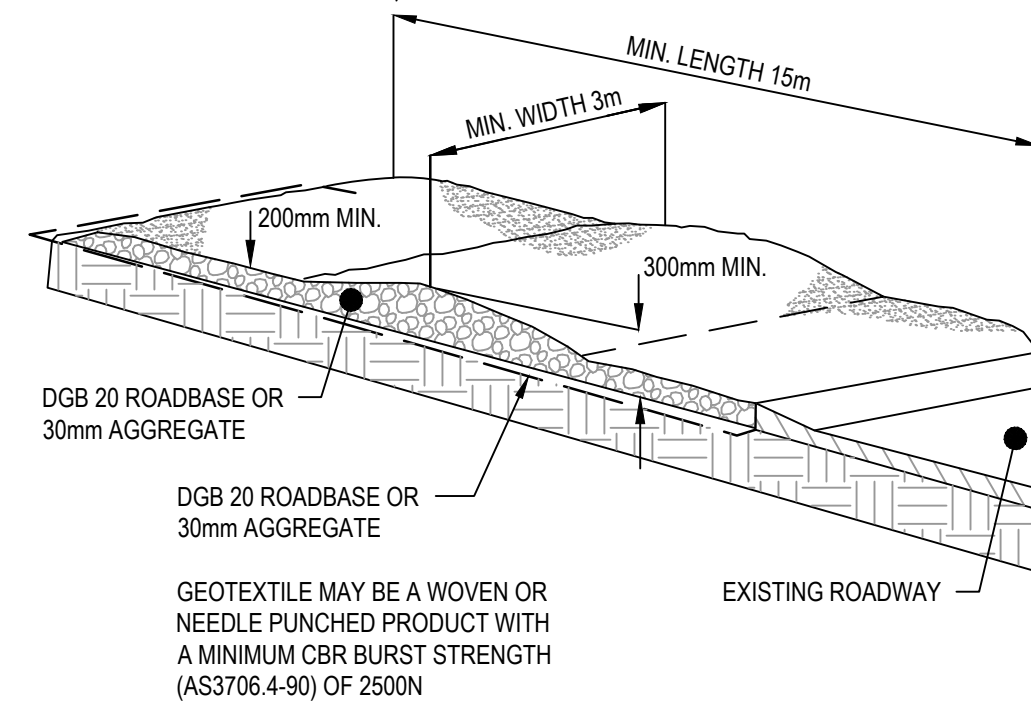 MIN. LENGTH 15m
MIN. WIDTH 3m
200mm MIN.
300mm MIN.
DGB 20 ROADBASE OR
30mm AGGREGATE
DGB 20 ROADBASE OR
30mm AGGREGATE
GEOTEXTILE MAY BE A WOVEN OR
NEEDLE PUNCHED PRODUCT WITH
A MINIMUM CBR BURST STRENGTH
(AS3706.4-90) OF 2500N
EXISTING ROADWAY